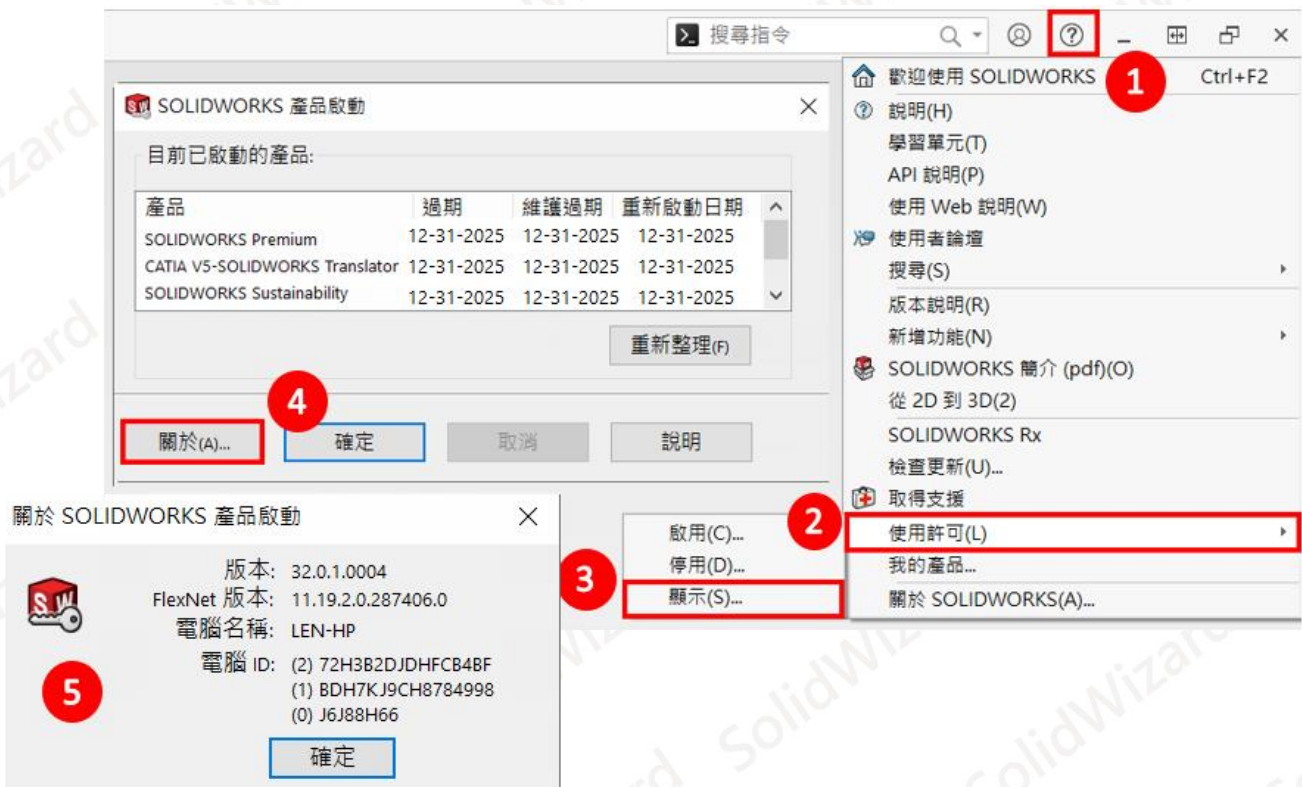 搜尋指令
1
歡迎使用 SOLIDWORKS Ctrl+F2
說明(H)
學習單元(T)
API 說明(P)
使用 Web 說明(W)
使用者論壇
搜尋(S)
版本說明(R)
新增功能(N)
SOLIDWORKS 簡介 (pdf)(O)
從 2D 到 3D(2)
SOLIDWORKS Rx
檢查更新(U)...
取得支援
2
使用許可(L)
我的產品...
關於 SOLIDWORKS(A)...
啟用(C)...
停用(D)...
3
顯示(S)...
SOLIDWORKS 產品啟動
目前已啟動的產品:
產品 過期 維護過期 重新啟動日期
SOLIDWORKS Premium 12-31-2025 12-31-2025 12-31-2025
CATIA V5-SOLIDWORKS Translator 12-31-2025 12-31-2025 12-31-2025
SOLIDWORKS Sustainability 12-31-2025 12-31-2025 12-31-2025
重新整理(F)
4
關於(A)... 確定 取消 說明
關於 SOLIDWORKS 產品啟動
版本: 32.0.1.0004
FlexNet 版本: 11.19.2.0.287406.0
電腦名稱: LEN-HP
電腦 ID: (2) 72H3B2DJDHFCB4BF
(1) BDH7KJ9CH8784998
(0) J6J88H66
5
確定
SolidWizard